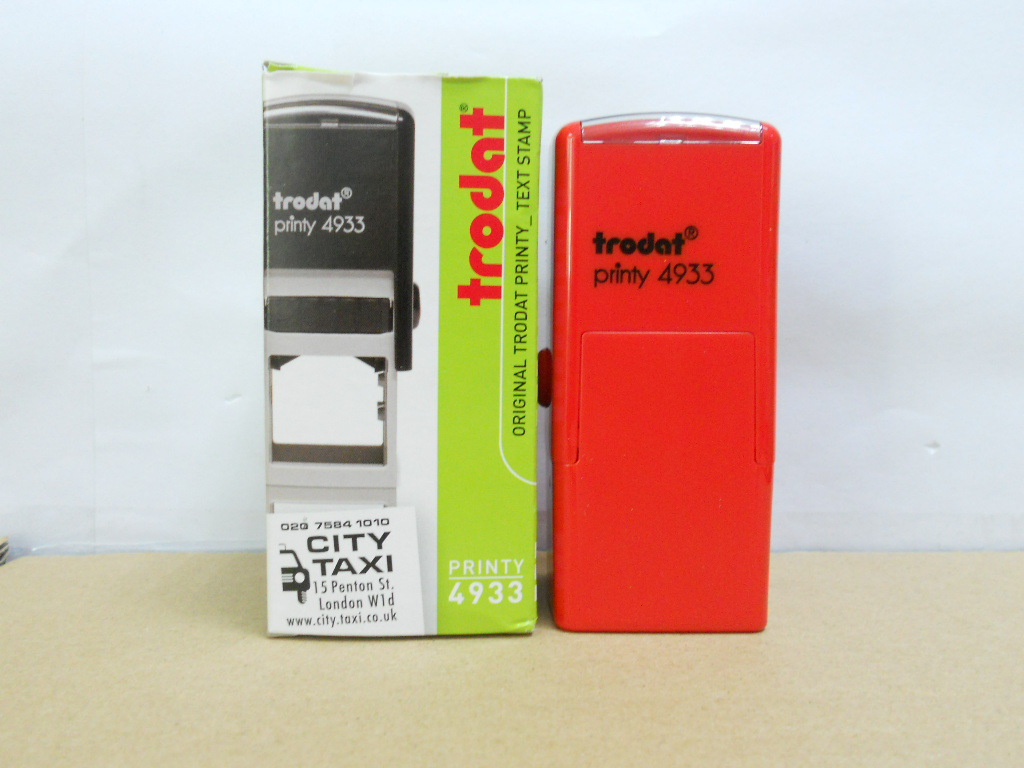 trodat®
printy 4933
trodat®
ORIGINAL TRODAT PRINTY_ TEXT STAMP
020 7584 1010
CITY
TAXI
15 Penton St.
London W1d
www.city.taxi.co.uk
PRINTY
4933
trodat®
printy 4933